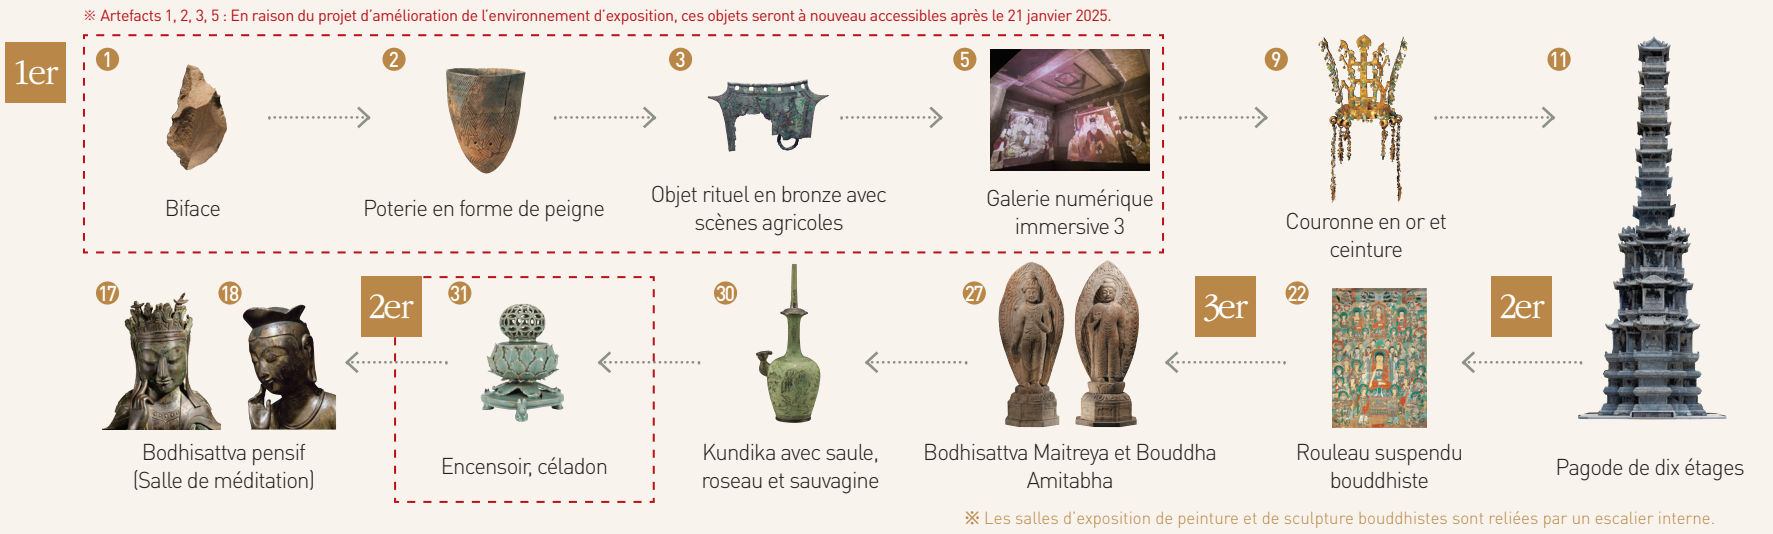 ※ Artefacts 1, 2, 3, 5 : En raison du projet d’amélioration de l’environnement d’exposition, ces objets seront à nouveau accessibles après le 21 janvier 2025.
1er
1
Biface
2
Poterie en forme de peigne
3
Objet rituel en bronze avec
scènes agricoles
5
Galerie numérique
immersive 3
9
Couronne en or et
ceinture
11
Pagode de dix étages
2er
22
Rouleau suspendu
bouddhiste
3er
27
Bodhisattva Maitreya et Bouddha
Amitabha
30
Kundika avec saule,
roseau et sauvagine
31
Encensoir, céladon
2er
17
18
Bodhisattva pensif
(Salle de méditation)
※ Les salles d’exposition de peinture et de sculpture bouddhistes sont reliées par un escalier interne.